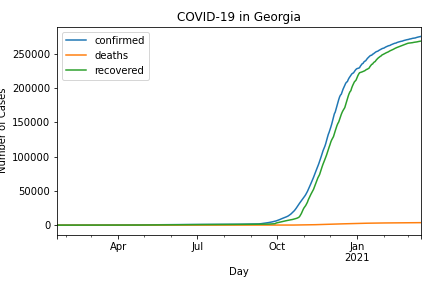 COVID-19 in Georgia
confirmed
deaths
recovered
250000
200000
150000
100000
50000
0
Number of Cases
Apr
Jul
Oct
Jan
2021
Day